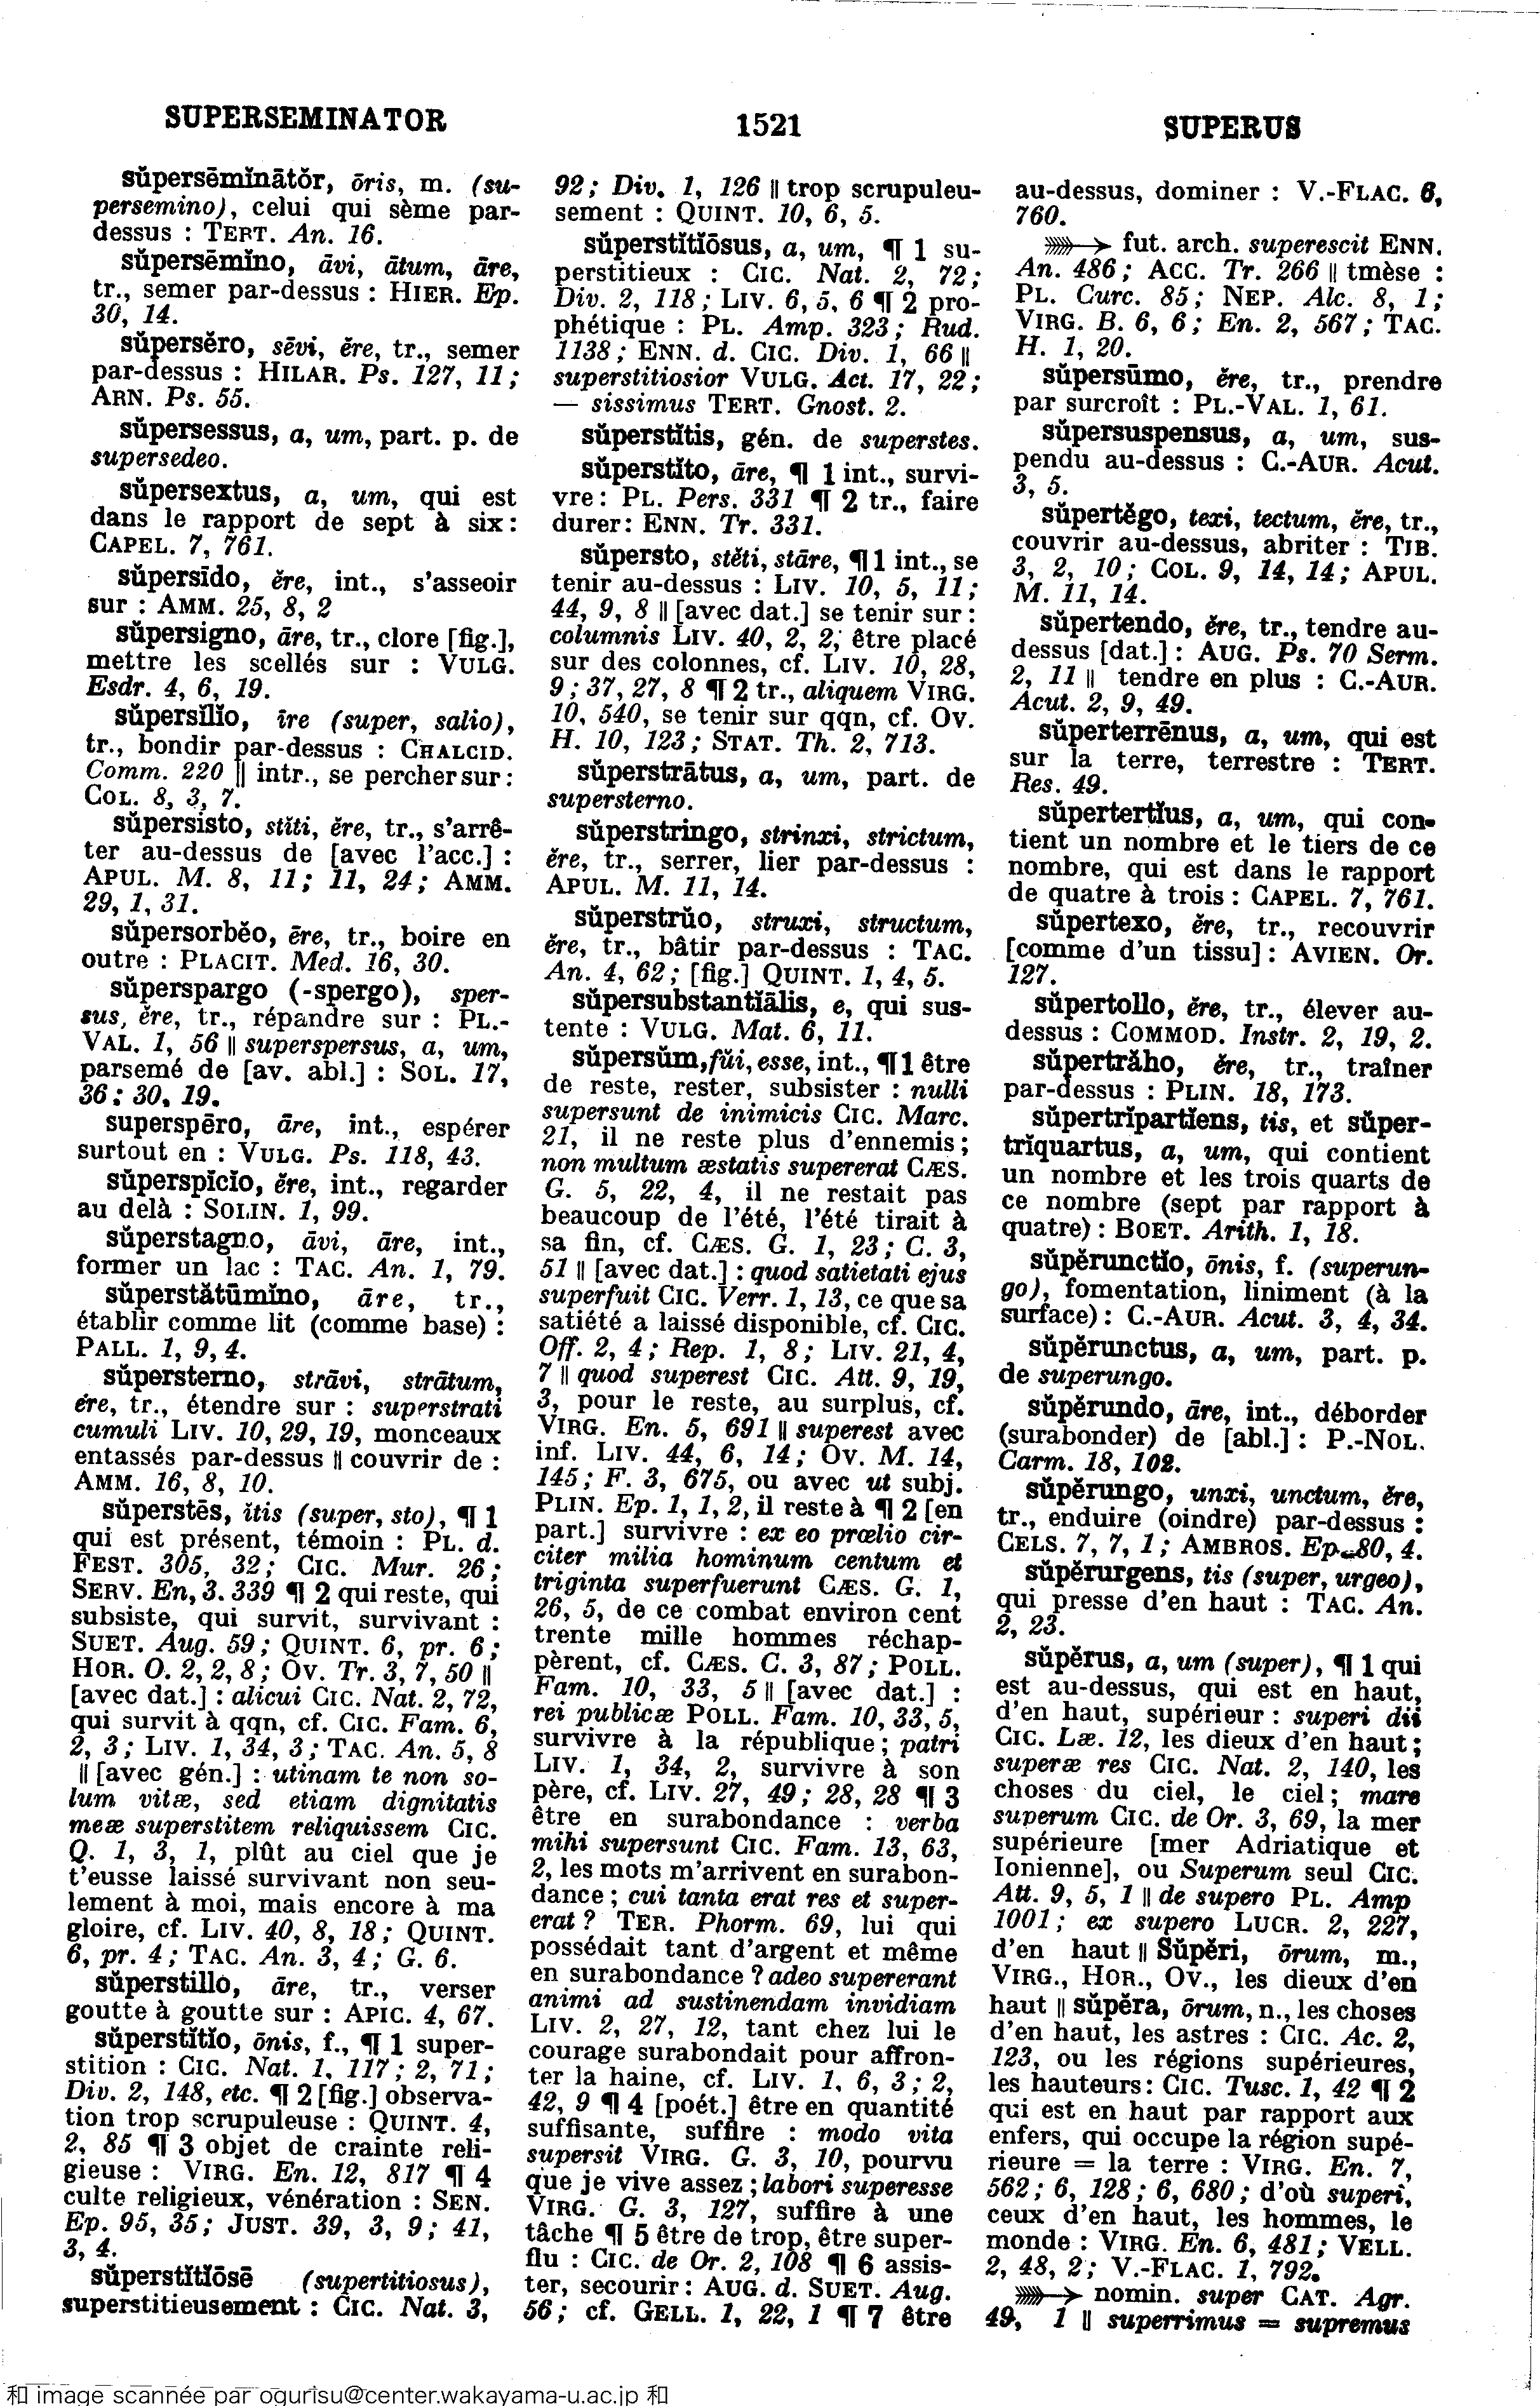 SUPERSEMINATOR
1521
SUPERUS
sŭpersēmĭnātŏr, ōris, m. (su-
persemino), celui qui sème par-
dessus : TERT. An. 16.
sŭpersēmĭno, āvi, ātum, āre,
tr., semer par-dessus : HIER. Ep.
30, 14.
sŭpersĕro, sēvi, ĕre, tr., semer
par-dessus : HILAR. Ps. 127, 11 ;
ARN. Ps. 55.
sŭpersessus, a, um, part. p. de
supersedeo.
sŭpersextus, a, um, qui est
dans le rapport de sept à six :
CAPEL. 7, 761.
sŭpersīdo, ĕre, int., s'asseoir
sur : AMM. 25, 8, 2
sŭpersigno, āre, tr., clore [fig.],
mettre les scellés sur : VULG.
Esdr. 4, 6, 19.
sŭpersĭlĭo, īre (super, salio),
tr., bondir par-dessus : CHALCID.
Comm. 220 || intr., se percher sur :
COL. 8, 3, 7.
sŭpersisto, stĭti, ĕre, tr., s'arrê-
ter au-dessus de [avec l'acc.] :
APUL. M. 8, 11; 11, 24; AMM.
29, 1, 31.
sŭpersorbĕo, ēre, tr., boire en
outre : PLACIT. Med. 16, 30.
sŭperspargo (-spergo), sper-
sus, ĕre, tr., répandre sur : PL.-
VAL. 1, 56 || superspersus, a, um,
parsemé de [av. abl.] : SOL. 17,
36 ; 30, 19.
superspēro, āre, int., espérer
surtout en : VULG. Ps. 118, 43.
sŭperspĭcĭo, ĕre, int., regarder
au delà : SOLIN. 1, 99.
sŭperstagno, āvi, āre, int.,
former un lac : TAC. An. 1, 79.
sŭperstătūmĭno, āre, tr.,
établir comme lit (comme base) :
PALL. 1, 9, 4.
sŭpersterno, strāvi, strātum,
ĕre, tr., étendre sur : superstrati
cumuli LIV. 10, 29, 19, monceaux
entassés par-dessus || couvrir de :
AMM. 16, 8, 10.
sŭperstĕs, ĭtis (super, sto), ¶ 1
qui est présent, témoin : PL. d.
FEST. 305, 32; CIC. Mur. 26;
SERV. En, 3. 339 ¶ 2 qui reste, qui
subsiste, qui survit, survivant :
SUET. Aug. 59; QUINT. 6, pr. 6;
HOR. O. 2, 2, 8; OV. Tr. 3, 7, 50 ||
[avec dat.] : alicui CIC. Nat. 2, 72,
qui survit à qqn, cf. CIC. Fam. 6,
2, 3; LIV. 1, 34, 3; TAC. An. 5, 8
|| [avec gén.] : utinam te non so-
lum vitæ, sed etiam dignitatis
meæ superstitem reliquissem CIC.
Q. 1, 3, 1, plût au ciel que je
t'eusse laissé survivant non seu-
lement à moi, mais encore à ma
gloire, cf. LIV. 40, 8, 18; QUINT.
6, pr. 4; TAC. An. 3, 4; G. 6.
sŭperstillo, āre, tr., verser
goutte à goutte sur : APIC. 4, 67.
sŭperstĭtĭo, ōnis, f., ¶ 1 super-
stition : CIC. Nat. 1. 117; 2, 71;
Div. 2, 148, etc. ¶ 2 [fig.] observa-
tion trop scrupuleuse : QUINT. 4,
2, 85 ¶ 3 objet de crainte reli-
gieuse : VIRG. En. 12, 817 ¶ 4
culte religieux, vénération : SEN.
Ep. 95, 35; JUST. 39, 3, 9; 41,
3, 4.
sŭperstĭtĭōsē (supertitiosus),
superstitieusement : CIC. Nat. 3,
92; Div. 1, 126 || trop scrupuleu-
sement : QUINT. 10, 6, 5.
sŭperstĭtĭōsus, a, um, ¶ 1 su-
perstitieux : CIC. Nat. 2, 72;
Div. 2, 118; LIV. 6, 5, 6 ¶ 2 pro-
phétique : PL. Amp. 323; Rud.
1138; ENN. d. CIC. Div. 1, 66 ||
superstitiosior VULG. Act. 17, 22;
— sissimus TERT. Gnost. 2.
sŭperstĭtis, gén. de superstes.
sŭperstĭto, āre, ¶ 1 int., survi-
vre : PL. Pers. 331 ¶ 2 tr., faire
durer : ENN. Tr. 331.
sŭpersto, stĕti, stāre, ¶ 1 int., se
tenir au-dessus : LIV. 10, 5, 11;
44, 9, 8 || [avec dat.] se tenir sur :
columnis LIV. 40, 2, 2, être placé
sur des colonnes, cf. LIV. 10, 28,
9; 37, 27, 8 ¶ 2 tr., aliquem VIRG.
10, 540, se tenir sur qqn, cf. OV.
H. 10, 123; STAT. Th. 2, 713.
sŭperstrātus, a, um, part. de
supersterno.
sŭperstringo, strinxi, strictum,
ĕre, tr., serrer, lier par-dessus :
APUL. M. 11, 14.
sŭperstrŭo, struxi, structum,
ĕre, tr., bâtir par-dessus : TAC.
An. 4, 62; [fig.] QUINT. 1, 4, 5.
sŭpersubstantĭālis, e, qui sus-
tente : VULG. Mat. 6, 11.
sŭpersŭm, fŭi, esse, int., ¶ 1 être
de reste, rester, subsister : nulli
supersunt de inimicis CIC. Marc.
21, il ne reste plus d'ennemis;
non multum æstatis supererat CÆS.
G. 5, 22, 4, il ne restait pas
beaucoup de l'été, l'été tirait à
sa fin, cf. CÆS. G. 1, 23; C. 3,
51 || [avec dat.] : quod satietati ejus
superfuit CIC. Verr. 1, 13, ce que sa
satiété a laissé disponible, cf. CIC.
Off. 2, 4; Rep. 1, 8; LIV. 21, 4,
7 || quod superest CIC. Att. 9, 19,
3, pour le reste, au surplus, cf.
VIRG. En. 5, 691 || superest avec
inf. LIV. 44, 6, 14; OV. M. 14,
145; F. 3, 675, ou avec ut subj.
PLIN. Ep. 1, 1, 2, il reste à ¶ 2 [en
part.] survivre : ex eo prœlio cir-
citer milia hominum centum et
triginta superfuerunt CÆS. G. 1,
26, 5, de ce combat environ cent
trente mille hommes réchap-
pèrent, cf. CÆS. C. 3, 87; POLL.
Fam. 10, 33, 5 || [avec dat.] :
rei publicæ POLL. Fam. 10, 33, 5,
survivre à la république; patri
LIV. 1, 34, 2, survivre à son
père, cf. LIV. 27, 49; 28, 28 ¶ 3
être en surabondance : verba
mihi supersunt CIC. Fam. 13, 63,
2, les mots m'arrivent en surabon-
dance; cui tanta erat res et super-
erat ? TER. Phorm. 69, lui qui
possédait tant d'argent et même
en surabondance ? adeo supererant
animi ad sustinendam invidiam
LIV. 2, 27, 12, tant chez lui le
courage surabondait pour affron-
ter la haine, cf. LIV. 1, 6, 3; 2,
42, 9 ¶ 4 [poét.] être en quantité
suffisante, suffire : modo vita
supersit VIRG. G. 3, 10, pourvu
que je vive assez; labori superesse
VIRG. G. 3, 127, suffire à une
tâche ¶ 5 être de trop, être super-
flu : CIC. de Or. 2, 108 ¶ 6 assis-
ter, secourir : AUG. d. SUET. Aug.
56; cf. GELL. 1, 22, 1 ¶ 7 être
au-dessus, dominer : V.-FLAC. 6,
760.
fut. arch. superescit ENN.
An. 486; ACC. Tr. 266 || tmèse :
PL. Curc. 85; NEP. Alc. 8, 1;
VIRG. B. 6, 6; En. 2, 567; TAC.
H. 1, 20.
sŭpersūmo, ĕre, tr., prendre
par surcroît : PL.-VAL. 1, 61.
sŭpersuspensus, a, um, sus-
pendu au-dessus : C.-AUR. Acut.
3, 5.
sŭpertĕgo, texi, tectum, ĕre, tr.,
couvrir au-dessus, abriter : TIB.
3, 2, 10; COL. 9, 14, 14; APUL.
M. 11, 14.
sŭpertendo, ĕre, tr., tendre au-
dessus [dat.] : AUG. Ps. 70 Serm.
2, 11 || tendre en plus : C.-AUR.
Acut. 2, 9, 49.
sŭperterrēnus, a, um, qui est
sur la terre, terrestre : TERT.
Res. 49.
sŭpertertĭus, a, um, qui con-
tient un nombre et le tiers de ce
nombre, qui est dans le rapport
de quatre à trois : CAPEL. 7, 761.
sŭpertexo, ĕre, tr., recouvrir
[comme d'un tissu] : AVIEN. Or.
127.
sŭpertollo, ĕre, tr., élever au-
dessus : COMMOD. Instr. 2, 19, 2.
sŭpertrăho, ĕre, tr., traîner
par-dessus : PLIN. 18, 173.
sŭpertrĭpartĭens, tis, et sŭper-
trĭquartus, a, um, qui contient
un nombre et les trois quarts de
ce nombre (sept par rapport à
quatre) : BOET. Arith. 1, 18.
sŭpĕrunctĭo, ōnis, f. (superun-
go), fomentation, liniment (à la
surface) : C.-AUR. Acut. 3, 4, 34.
sŭpĕrunctus, a, um, part. p.
de superungo.
sŭpĕrundo, āre, int., déborder
(surabonder) de [abl.] : P.-NOL.
Carm. 18, 102.
sŭpĕrungo, unxi, unctum, ĕre,
tr., enduire (oindre) par-dessus :
CELS. 7, 7, 1; AMBROS. Ep. 80, 4.
sŭpĕrurgens, tis (super, urgeo),
qui presse d'en haut : TAC. An.
2, 23.
sŭpĕrus, a, um (super), ¶ 1 qui
est au-dessus, qui est en haut,
d'en haut, supérieur : superi dii
CIC. Læ. 12, les dieux d'en haut;
superæ res CIC. Nat. 2, 140, les
choses du ciel, le ciel; mare
superum CIC. de Or. 3, 69, la mer
supérieure [mer Adriatique et
Ionienne], ou Superum seul CIC.
Att. 9, 5, 1 || de supero PL. Amp
1001; ex supero LUCR. 2, 227,
d'en haut || Sŭpĕri, ōrum, m.,
VIRG., HOR., OV., les dieux d'en
haut || sŭpĕra, ōrum, n., les choses
d'en haut, les astres : CIC. Ac. 2,
123, ou les régions supérieures,
les hauteurs : CIC. Tusc. 1, 42 ¶ 2
qui est en haut par rapport aux
enfers, qui occupe la région supé-
rieure = la terre : VIRG. En. 7,
562; 6, 128; 6, 680; d'où superi,
ceux d'en haut, les hommes, le
monde : VIRG. En. 6, 481; VELL.
2, 48, 2; V.-FLAC. 1, 792.
nomin. super CAT. Agr.
49, 1 || superrimus = supremus
和 image scannée par ogurisu@center.wakayama-u.ac.jp 和